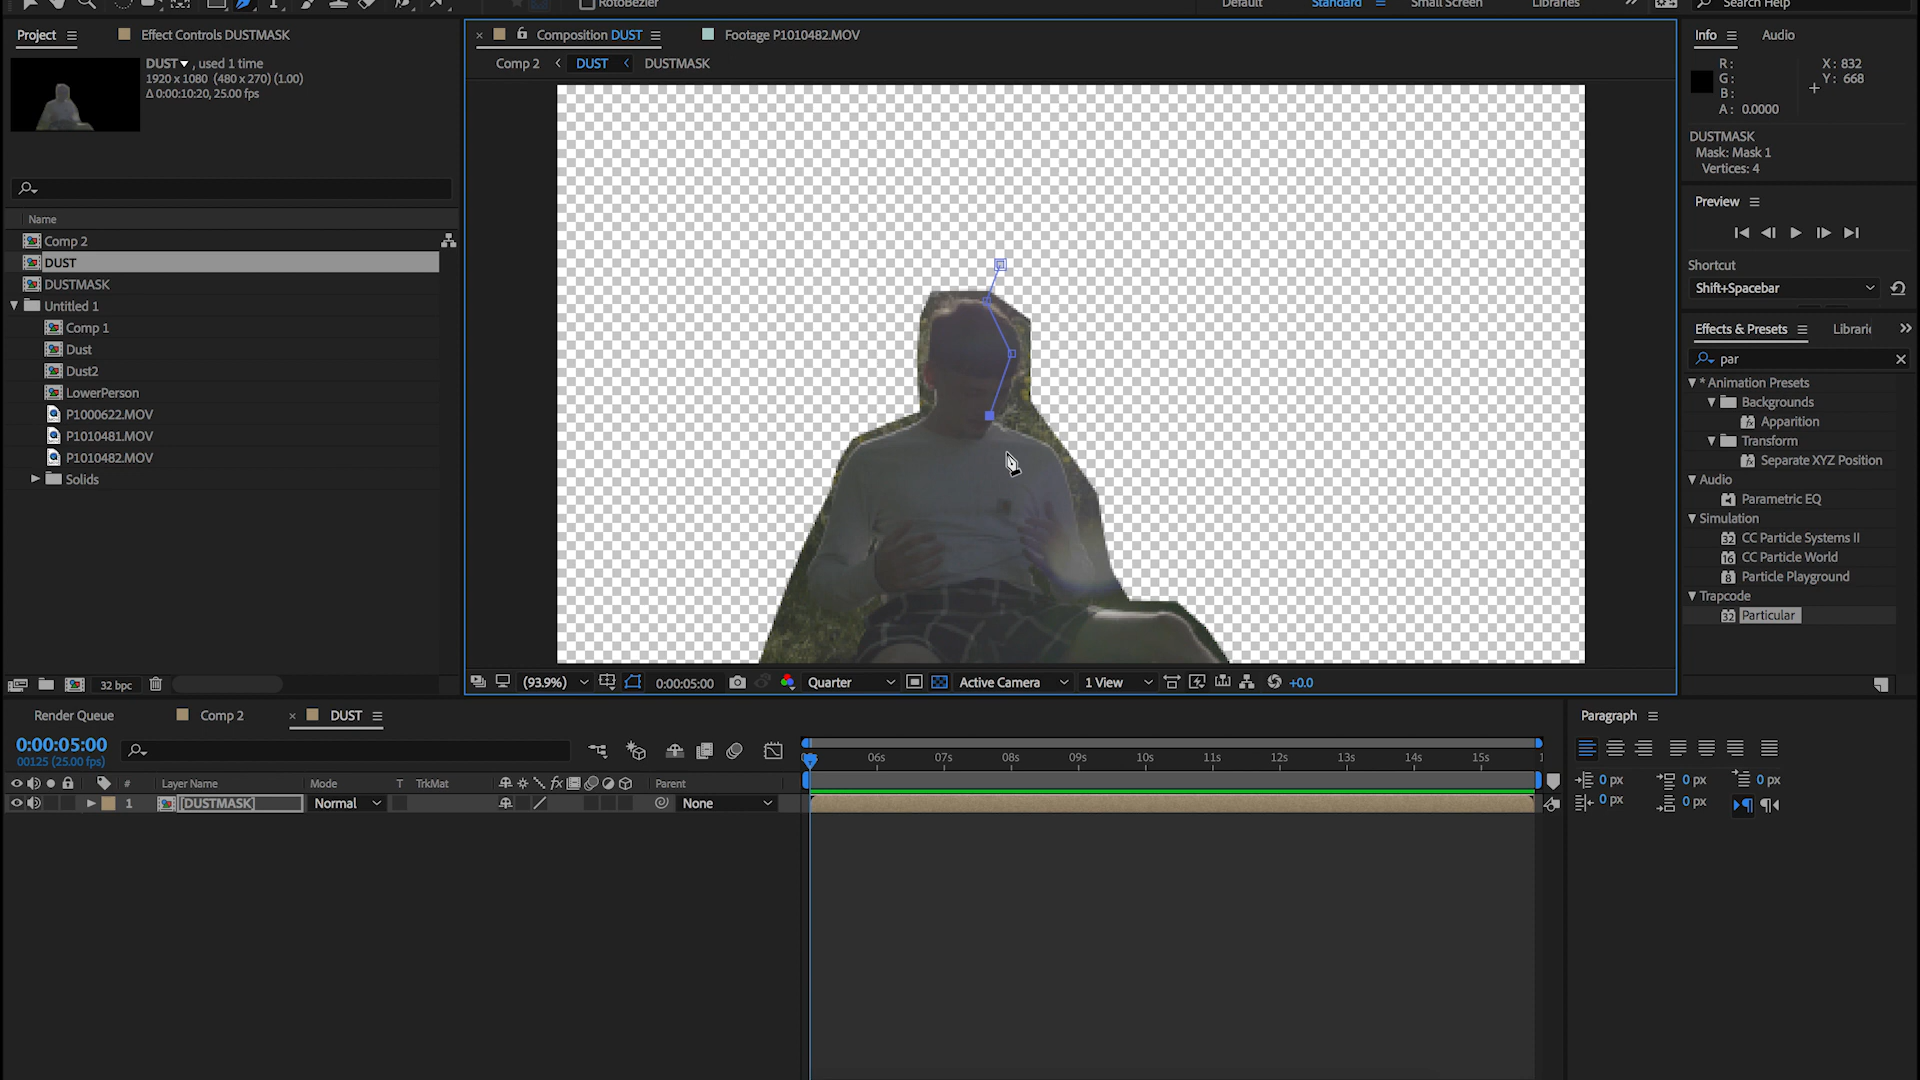 RotoBezier
Default
Standard
Small Screen
Libraries
Search Help
Project
Effect Controls DUSTMASK
Composition DUST
Footage P1010482.MOV
Info
Audio
DUST , used 1 time
1920 x 1080 (480 x 270) (1.00)
Δ 0:00:10:20, 25.00 fps
Comp 2
DUST
DUSTMASK
R :
G :
B :
A : 0.0000
X : 832
Y : 668
DUSTMASK
Mask: Mask 1
Vertices: 4
Preview
Shortcut
Shift+Spacebar
Effects & Presets
Librarie
par
* Animation Presets
Backgrounds
Apparition
Transform
Separate XYZ Position
Audio
Parametric EQ
Simulation
32 CC Particle Systems II
16 CC Particle World
8 Particle Playground
Trapcode
32 Particular
Name
Comp 2
DUST
DUSTMASK
Untitled 1
Comp 1
Dust
Dust2
LowerPerson
P1000622.MOV
P1010481.MOV
P1010482.MOV
Solids
32 bpc
(93.9%)
0:00:05:00
Quarter
Active Camera
1 View
+0.0
Render Queue
Comp 2
DUST
0:00:05:00
00125 (25.00 fps)
06s
07s
08s
09s
10s
11s
12s
13s
14s
15s
# Layer Name
Mode
T TrkMat
fx
Parent
1 [DUSTMASK]
Normal
None
Paragraph
0 px
0 px
0 px
0 px
0 px